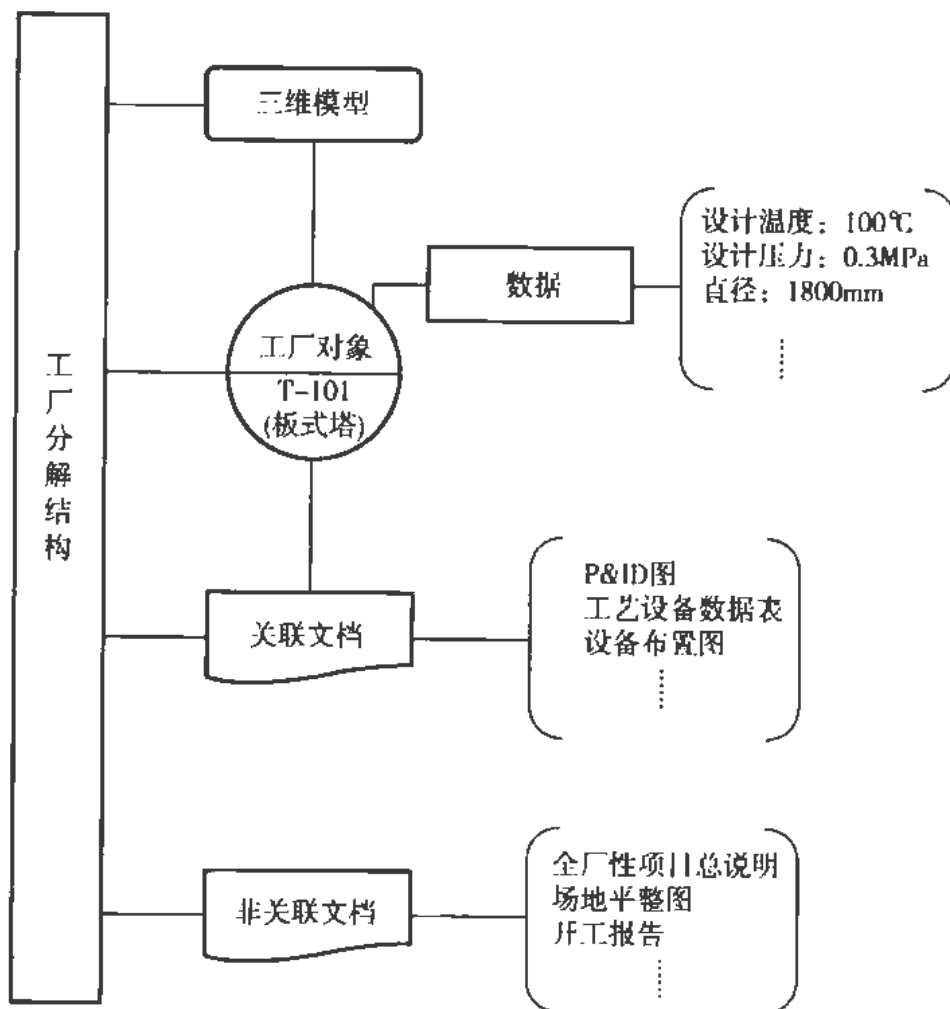 三维模型
设计温度：100℃
设计压力：0.3MPa
直径：1800mm
数据
工厂对象
T-101
(板式塔)
工厂分解结构
P&ID图
工艺设备数据表
设备布置图
关联文档
全厂性项目总说明
场地平整图
开工报告
非关联文档